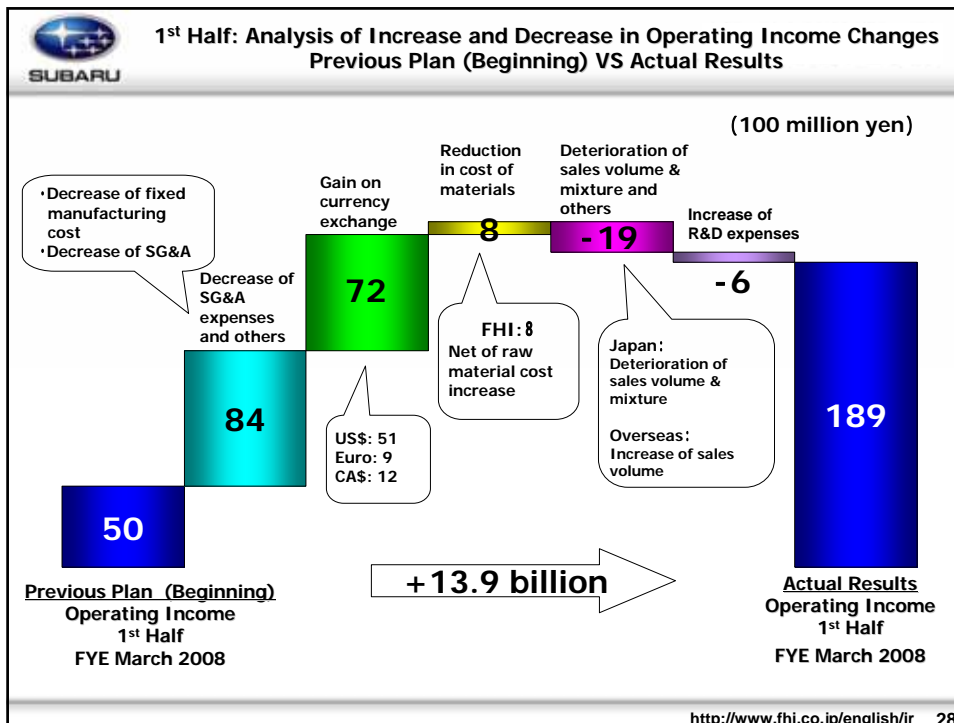 SUBARU
1st Half: Analysis of Increase and Decrease in Operating Income Changes
Previous Plan (Beginning) VS Actual Results
(100 million yen)
・Decrease of fixed
manufacturing
cost
・Decrease of SG&A
Decrease of
SG&A
expenses
and others
Gain on
currency
exchange
Reduction
in cost of
materials
Deterioration of
sales volume &
mixture and
others
Increase of
R&D expenses
50
84
72
8
-19
-6
189
US$: 51
Euro: 9
CA$: 12
FHI: 8
Net of raw
material cost
increase
Japan:
Deterioration of
sales volume &
mixture
Overseas:
Increase of sales
volume
+13.9 billion
Previous Plan (Beginning)
Operating Income
1st Half
FYE March 2008
Actual Results
Operating Income
1st Half
FYE March 2008
http://www.fhi.co.jp/english/ir 28